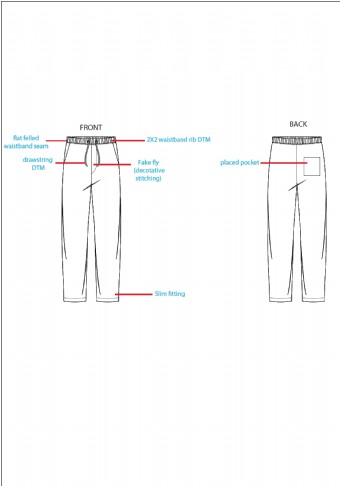 FRONT
BACK
flat felled
waistband seam
2X2 waistband rib DTM
drawstring
DTM
Fake fly
(decotative
stitching)
placed pocket
Slim fitting